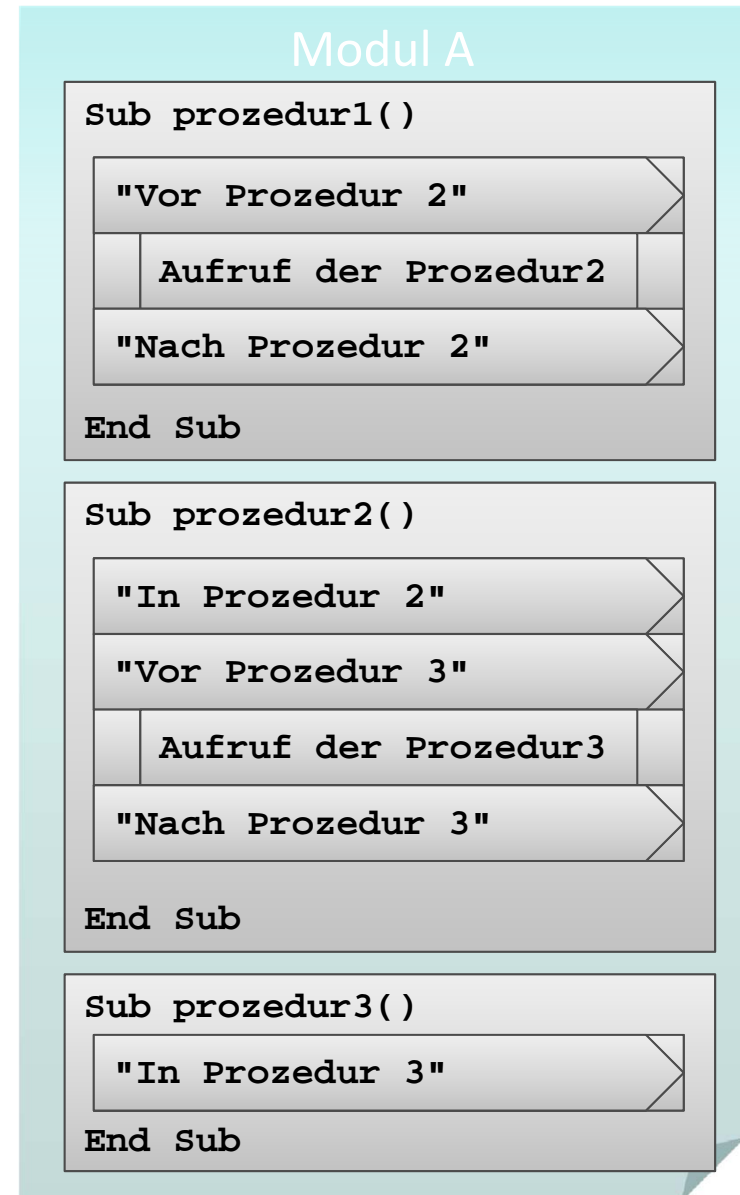 Modul A
Sub prozedur1()
"Vor Prozedur 2"
Aufruf der Prozedur2
"Nach Prozedur 2"
End Sub
Sub prozedur2()
"In Prozedur 2"
"Vor Prozedur 3"
Aufruf der Prozedur3
"Nach Prozedur 3"
End Sub
Sub prozedur3()
"In Prozedur 3"
End Sub